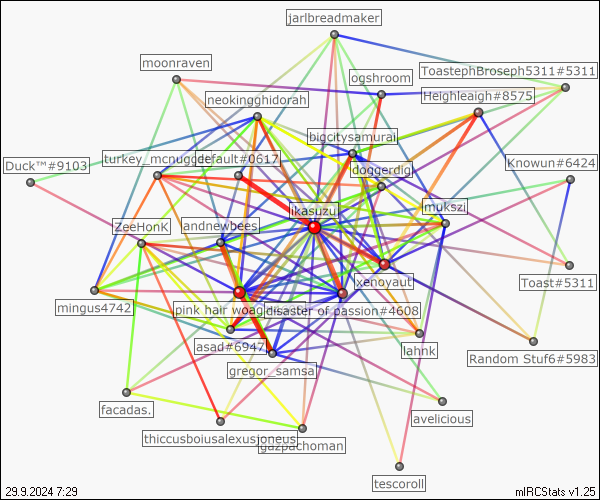 jarlbreadmaker
moonraven
ogshroom
ToastephBroseph5311#5311
neokingghidorah
Heighleaigh#8575
bigcitysamurai
Duck™#9103
turkey_mcnugget
default#0617
doggerdig
Knowun#6424
ikasuzu
mukszi
ZeeHonK
andnewbees
xenoyaut
Toast#5311
mingus4742
pink hair woag
disaster of passion#4608
asad#6947
lahnk
Random Stuf6#5983
gregor_samsa
facadas.
avelicious
thiccusboiusalexusjoneus
gazpachoman
tescoroll
29.9.2024 7:29
mIRCStats v1.25